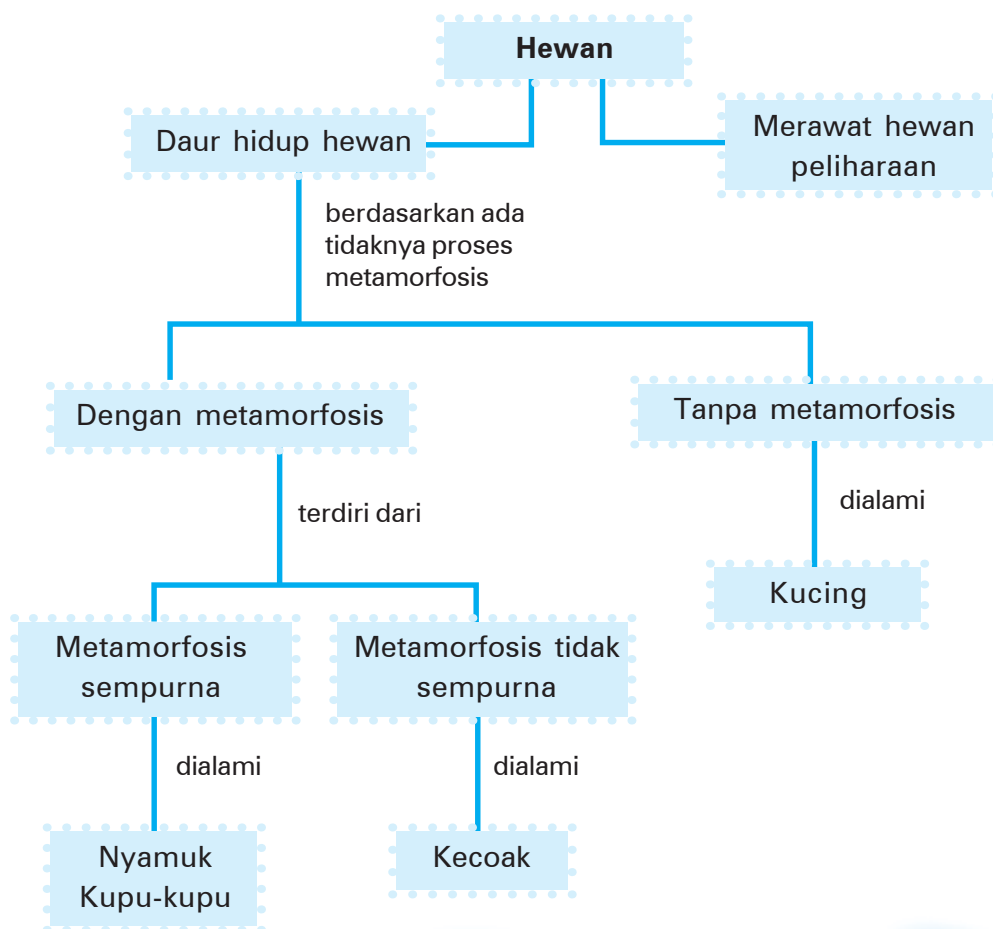 Hewan
Daur hidup hewan
Merawat hewan
peliharaan
berdasarkan ada
tidaknya proses
metamorfosis
Dengan metamorfosis
Tanpa metamorfosis
terdiri dari
dialami
Kucing
Metamorfosis
sempurna
Metamorfosis tidak
sempurna
dialami
dialami
Nyamuk
Kupu-kupu
Kecoak